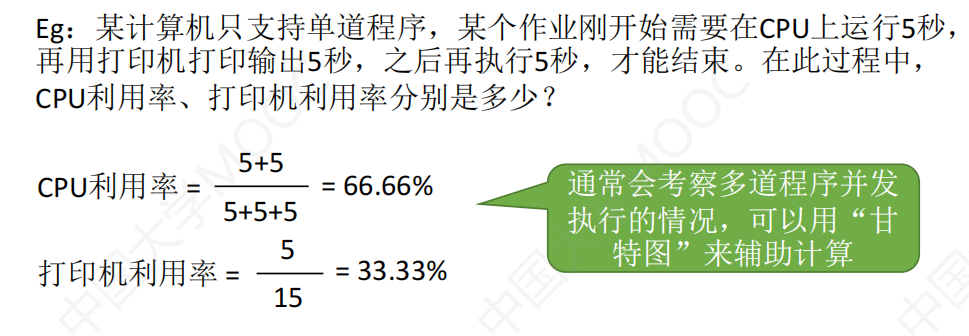 Eg：某计算机只支持单道程序，某个作业刚开始需要在CPU上运行5秒，
再用打印机打印输出5秒，之后再执行5秒，才能结束。在此过程中，
CPU利用率、打印机利用率分别是多少？
5+5
CPU利用率 = = 66.66%
5+5+5
5
打印机利用率 = = 33.33%
15
通常会考察多道程序并发
执行的情况，可以用“甘
特图”来辅助计算
中国大学MOOC
MOOC
中国
中国